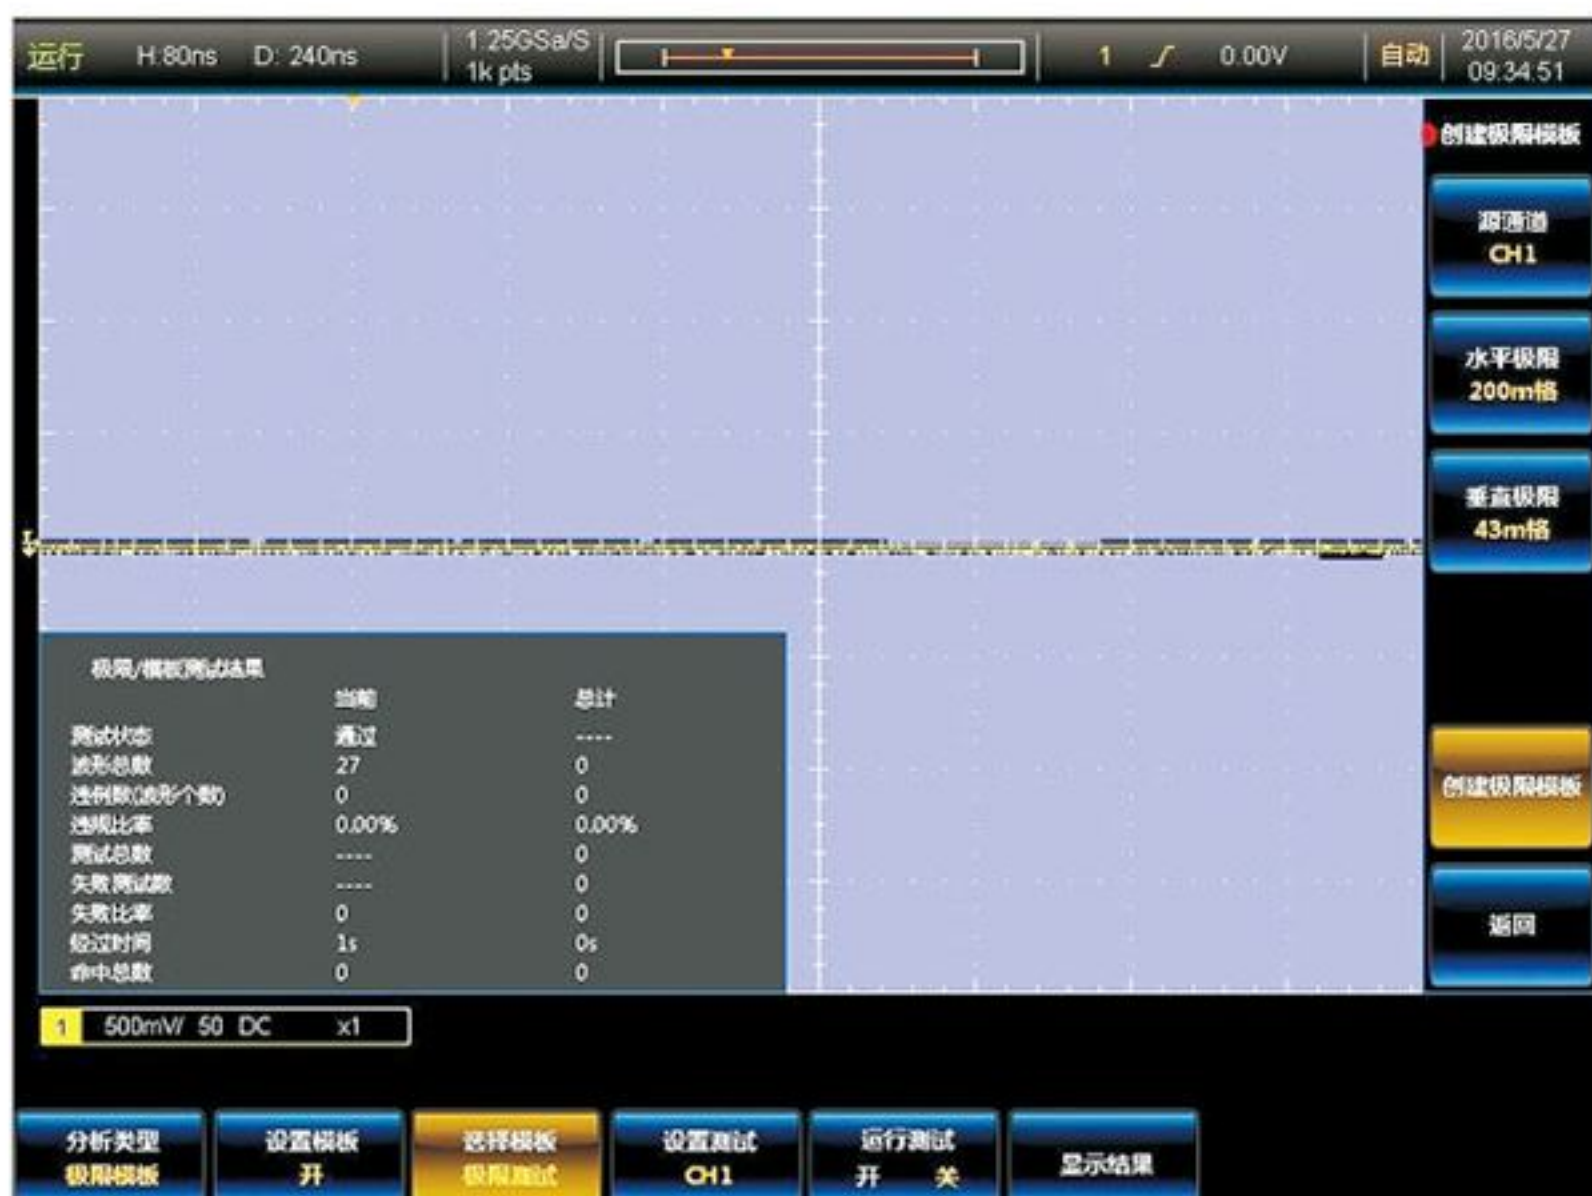 运行 H:80ns D: 240ns 1.25GSa/S 1k pts 1 0.00V 自动 2016/5/27 09:34:51
创建极限模板
源通道
CH1
水平极限
200m格
垂直极限
43m格
极限/模板测试结果
当前 总计
测试状态 通过 ----
波形总数 27 0
违例数(波形个数) 0 0
违规比率 0.00% 0.00%
测试总数 ---- 0
失败测试数 ---- 0
失败比率 0 0
经过时间 1s 0s
命中总数 0 0
创建极限模板
返回
1 500mV/ 50 DC x1
分析类型 设置模板 选择模板 设置测试 运行测试 显示结果
极限模板 开 极限测试 CH1 开 关